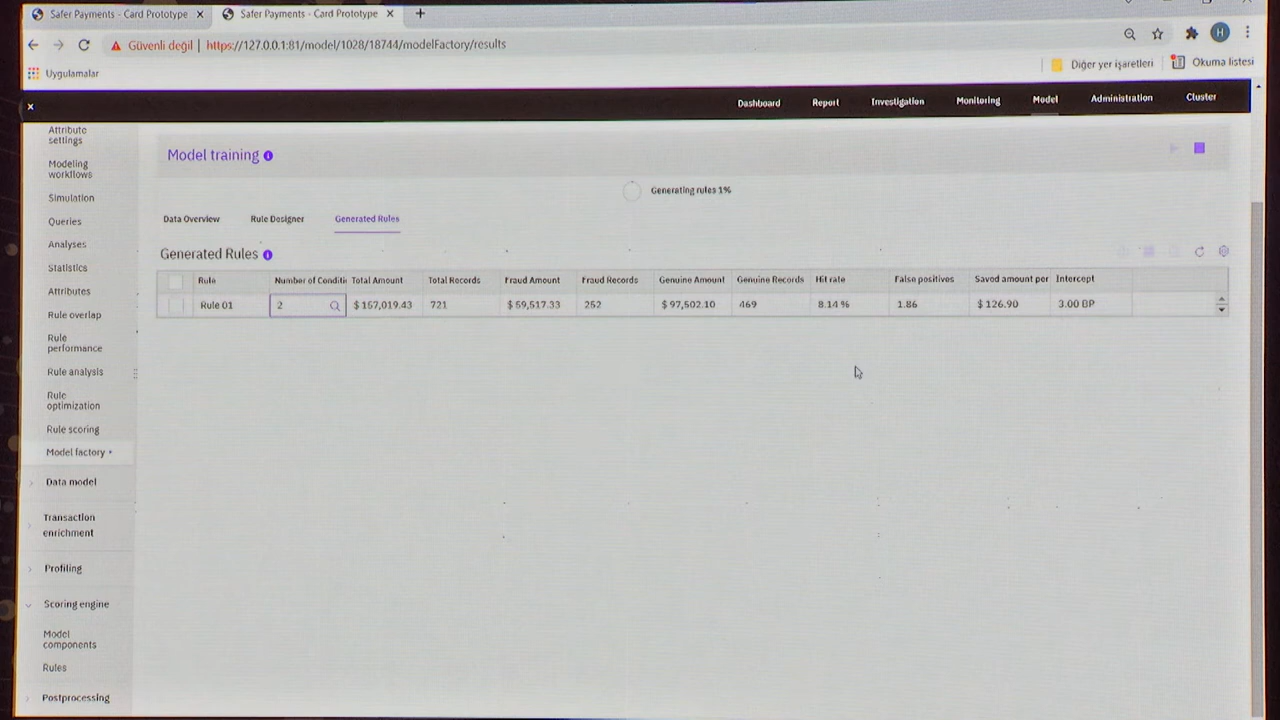 Safer Payments - Card Prototype
Safer Payments - Card Prototype
Güvenli değil
https://127.0.0.1:81/model/1028/18744/modelFactory/results
H
Uygulamalar
Diğer yer işaretleri
Okuma listesi
Dashboard
Report
Investigation
Monitoring
Model
Administration
Cluster
Attribute
settings
Modeling
workflows
Simulation
Queries
Analyses
Statistics
Attributes
Rule overlap
Rule
performance
Rule analysis
Rule
optimization
Rule scoring
Model factory
Data model
Transaction
enrichment
Profiling
Scoring engine
Model
components
Rules
Postprocessing
Model training
Generating rules 1%
Data Overview
Rule Designer
Generated Rules
Generated Rules
Rule Number of Conditi Total Amount Total Records Fraud Amount Fraud Records Genuine Amount Genuine Records Hit rate False positives Saved amount per Intercept
Rule 01 2 $ 157,019.43 721 $ 59,517.33 252 $ 97,502.10 469 8.14 % 1.86 $ 126.90 3.00 BP